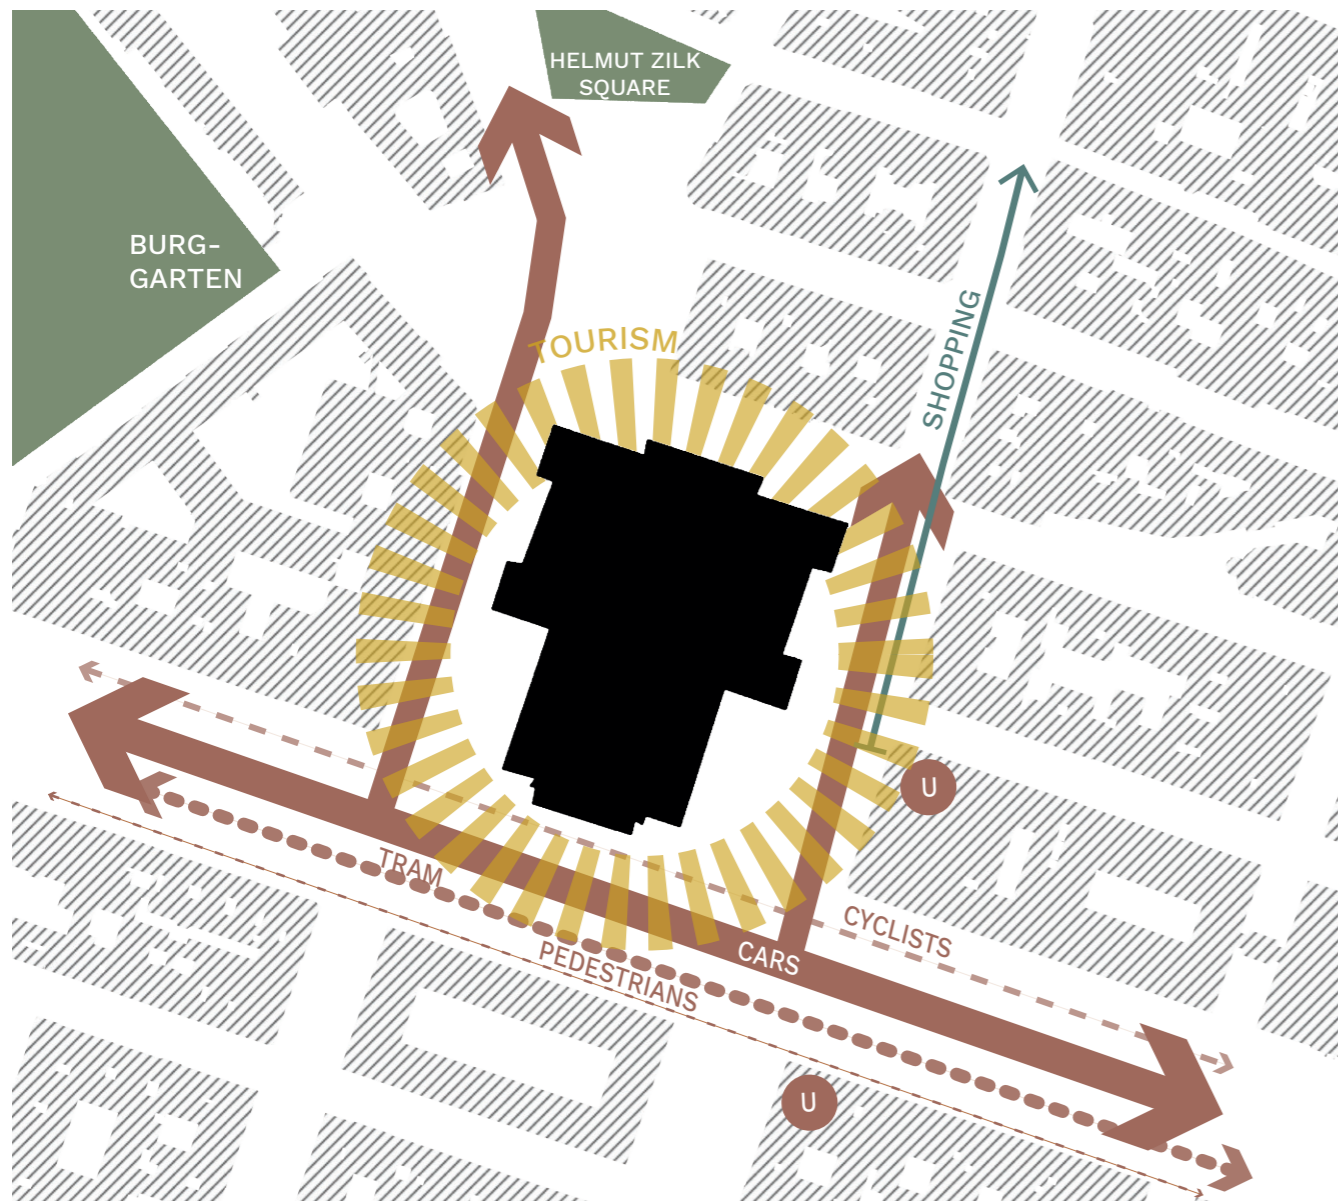 HELMUT ZILK
SQUARE
BURG-
GARTEN
SHOPPING
TOURISM
U
TRAM
CYCLISTS
CARS
PEDESTRIANS
U